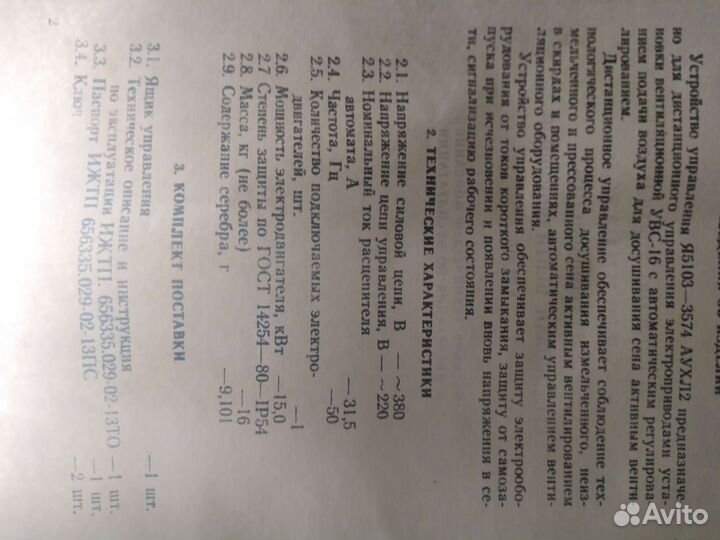 Устройство управления Я5103—3574 АУХЛ2 предназначе-
но для дистанционного управления электроприводами уста-
новки вентиляционной УВС-16 с автоматическим регулирова-
нием подачи воздуха для досушивания сена активным венти-
лированием.
Дистанционное управление обеспечивает соблюдение тех-
нологического процесса досушивания измельченного, неиз-
мельченного и прессованного сена активным вентилированием
в скирдах и помещениях, автоматическим управлением венти-
ляционного оборудования.
Устройство управления обеспечивает защиту электрообо-
рудования от токов короткого замыкания, защиту от самоза-
пуска при исчезновении и появлении вновь напряжения в се-
ти, сигнализацию рабочего состояния.
2. ТЕХНИЧЕСКИЕ ХАРАКТЕРИСТИКИ
2.1. Напряжение силовой цепи, В — ~380
2.2. Напряжение цепи управления, В — ~220
2.3. Номинальный ток расцепителя
автомата, А —31,5
2.4. Частота, Гц —50
2.5. Количество подключаемых электро-
двигателей, шт. —1
2.6. Мощность электродвигателя, кВт —15,0
2.7 Степень защиты по ГОСТ 14254—80—IP54
2.8. Масса, кг (не более) —16
2.9. Содержание серебра, г —9,101
3. КОМПЛЕКТ ПОСТАВКИ
3.1. Ящик управления —1 шт.
3.2. Техническое описание и инструкция
по эксплуатации ИЖТП. 656335.029-02-13ТО —1 шт.
3.3. Паспорт ИЖТП 656335.029-02-13ПС —1 шт.
3.4. Ключ —2 шт.
2
Avito